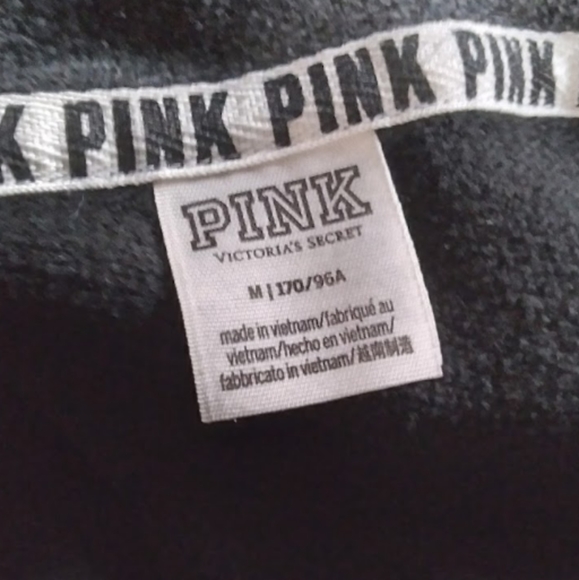 K PINK PINK PINK
PINK
VICTORIA'S SECRET
M | 170/96A
made in vietnam/fabriqué au
vietnam/hecho en vietnam/
fabbricato in vietnam/越南制造